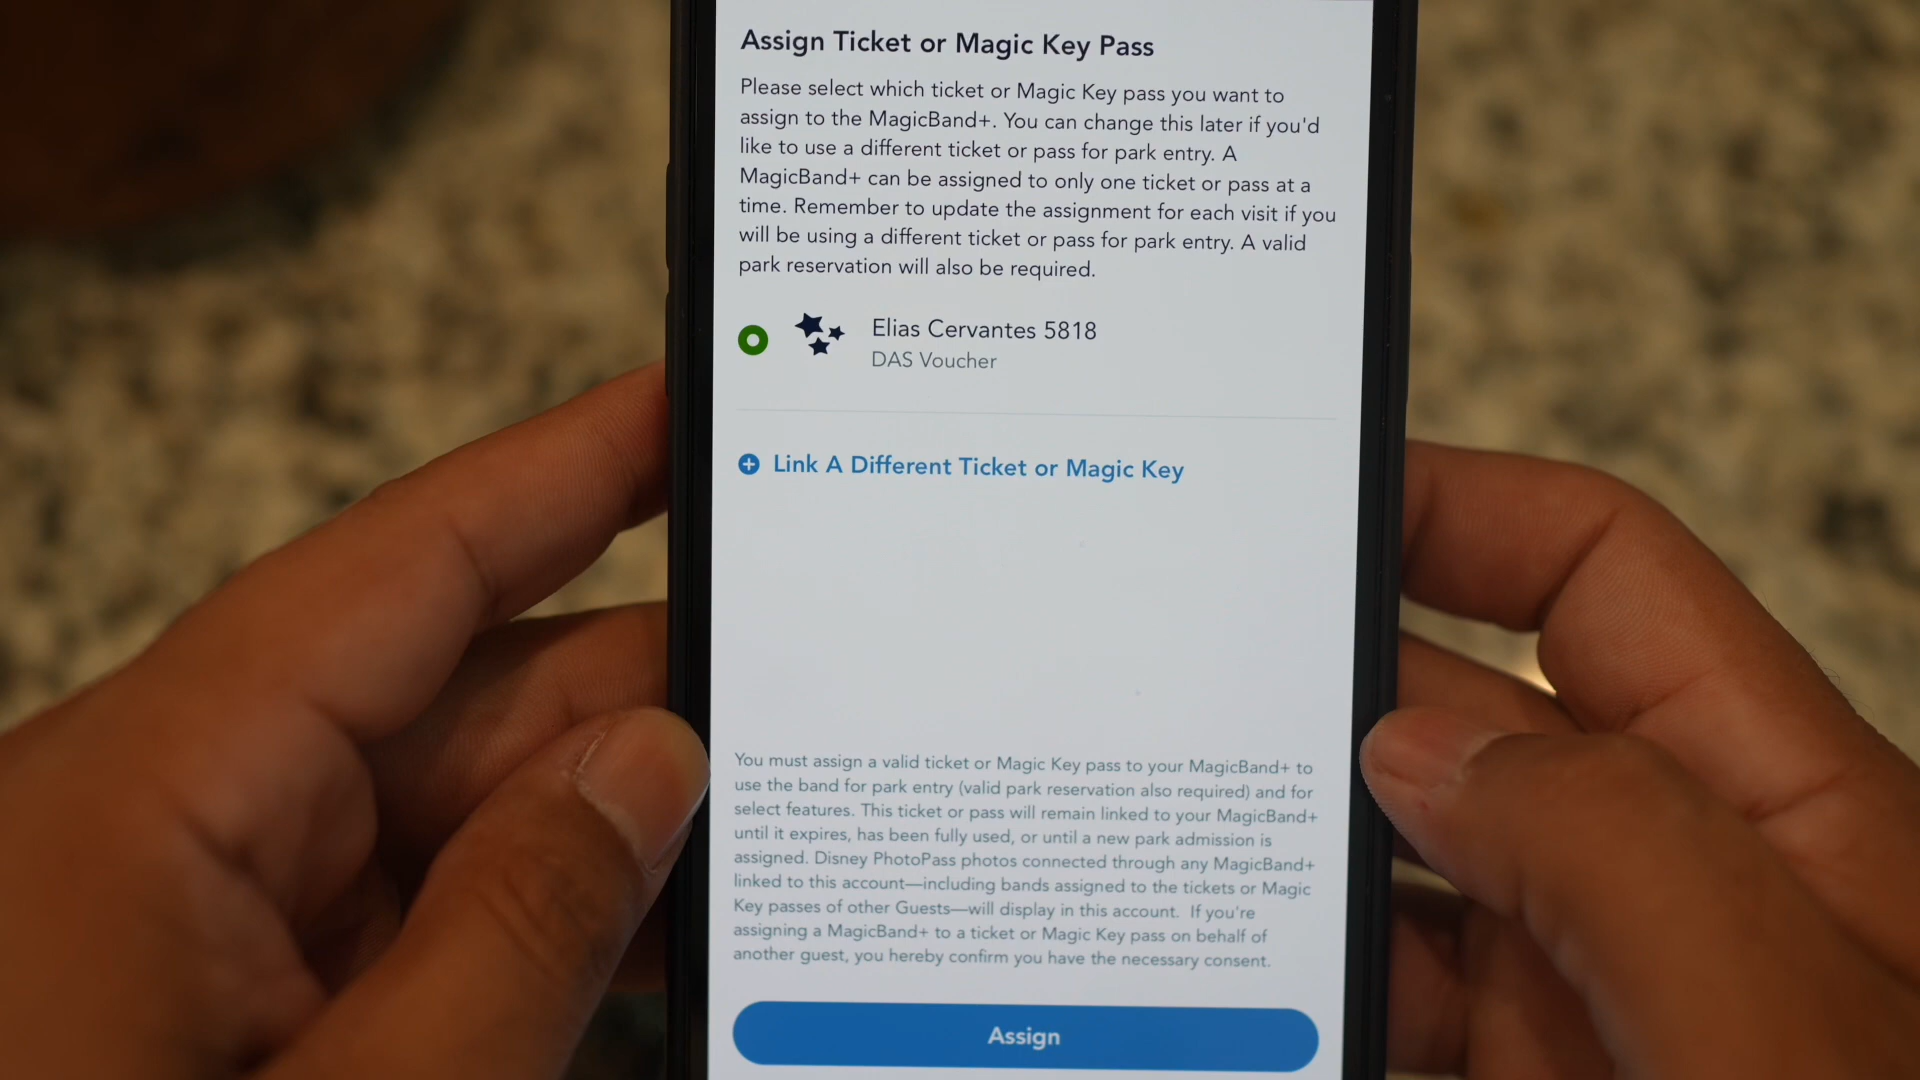 Assign Ticket or Magic Key Pass
Please select which ticket or Magic Key pass you want to
assign to the MagicBand+. You can change this later if you'd
like to use a different ticket or pass for park entry. A
MagicBand+ can be assigned to only one ticket or pass at a
time. Remember to update the assignment for each visit if you
will be using a different ticket or pass for park entry. A valid
park reservation will also be required.
Elias Cervantes 5818
DAS Voucher
Link A Different Ticket or Magic Key
You must assign a valid ticket or Magic Key pass to your MagicBand+ to
use the band for park entry (valid park reservation also required) and for
select features. This ticket or pass will remain linked to your MagicBand+
until it expires, has been fully used, or until a new park admission is
assigned. Disney PhotoPass photos connected through any MagicBand+
linked to this account—including bands assigned to the tickets or Magic
Key passes of other Guests—will display in this account. If you're
assigning a MagicBand+ to a ticket or Magic Key pass on behalf of
another guest, you hereby confirm you have the necessary consent.
Assign